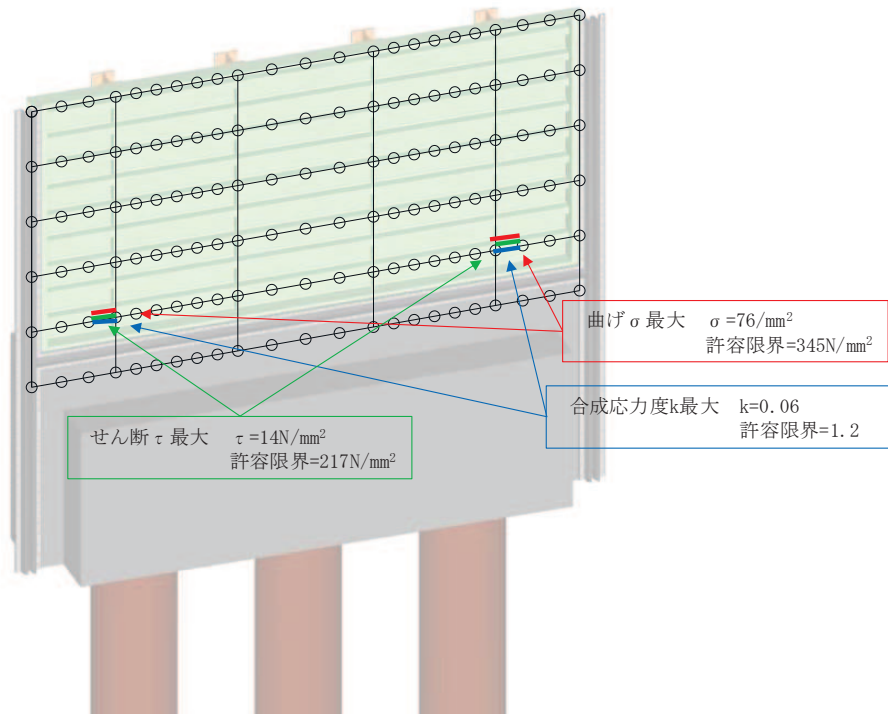 曲げσ最大 σ=76/mm²
許容限界=345N/mm²
合成応力度k最大 k=0.06
許容限界=1.2
せん断τ最大 τ=14N/mm²
許容限界=217N/mm²